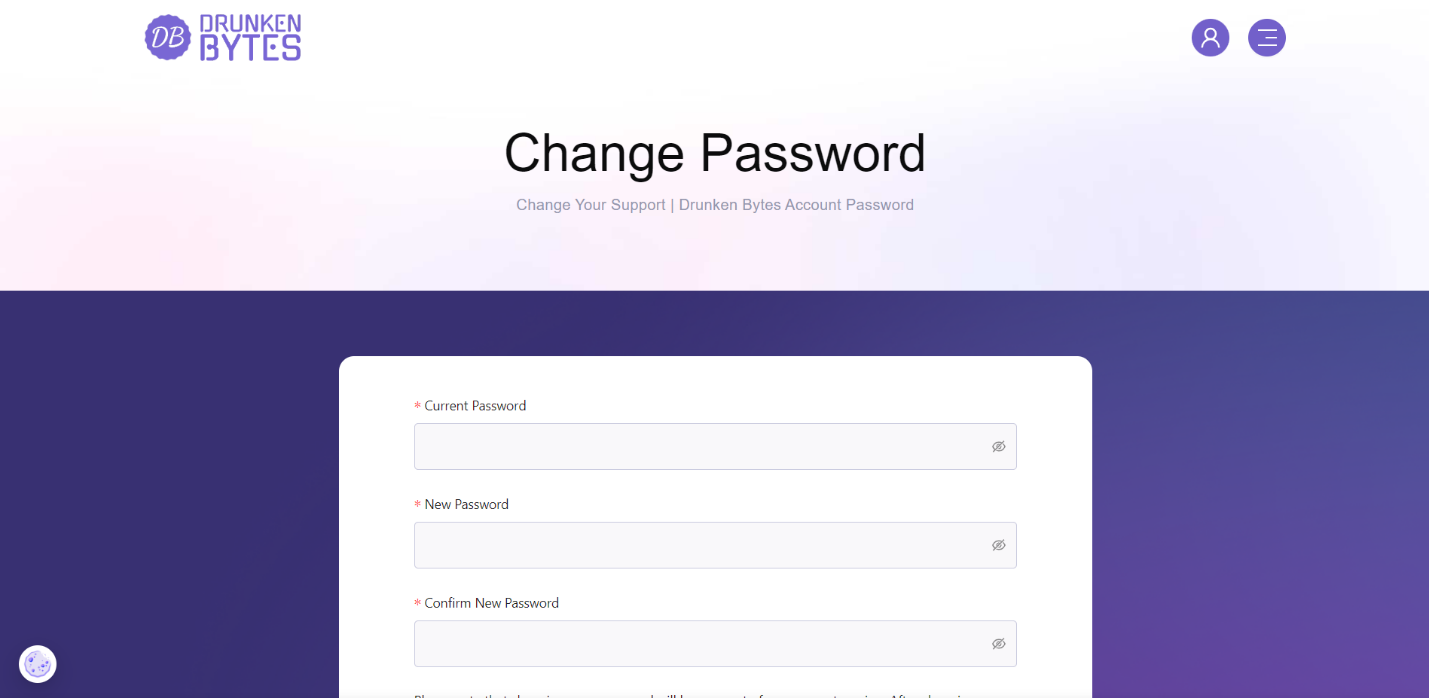 DB DRUNKEN
BYTES
Change Password
Change Your Support | Drunken Bytes Account Password
* Current Password
* New Password
* Confirm New Password